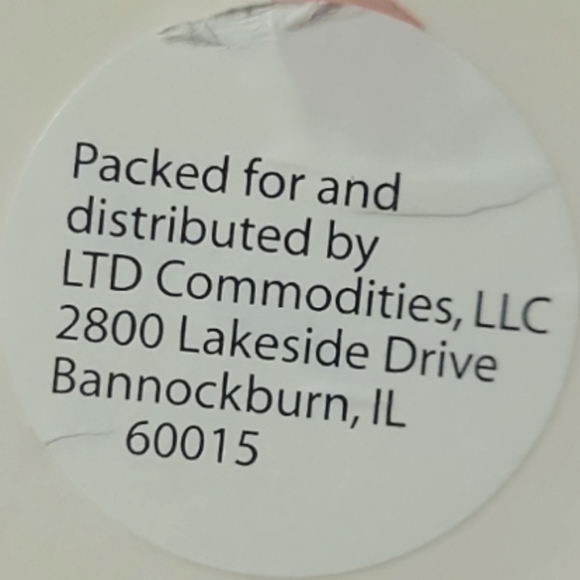 Packed for and
distributed by
LTD Commodities, LLC
2800 Lakeside Drive
Bannockburn, IL
60015